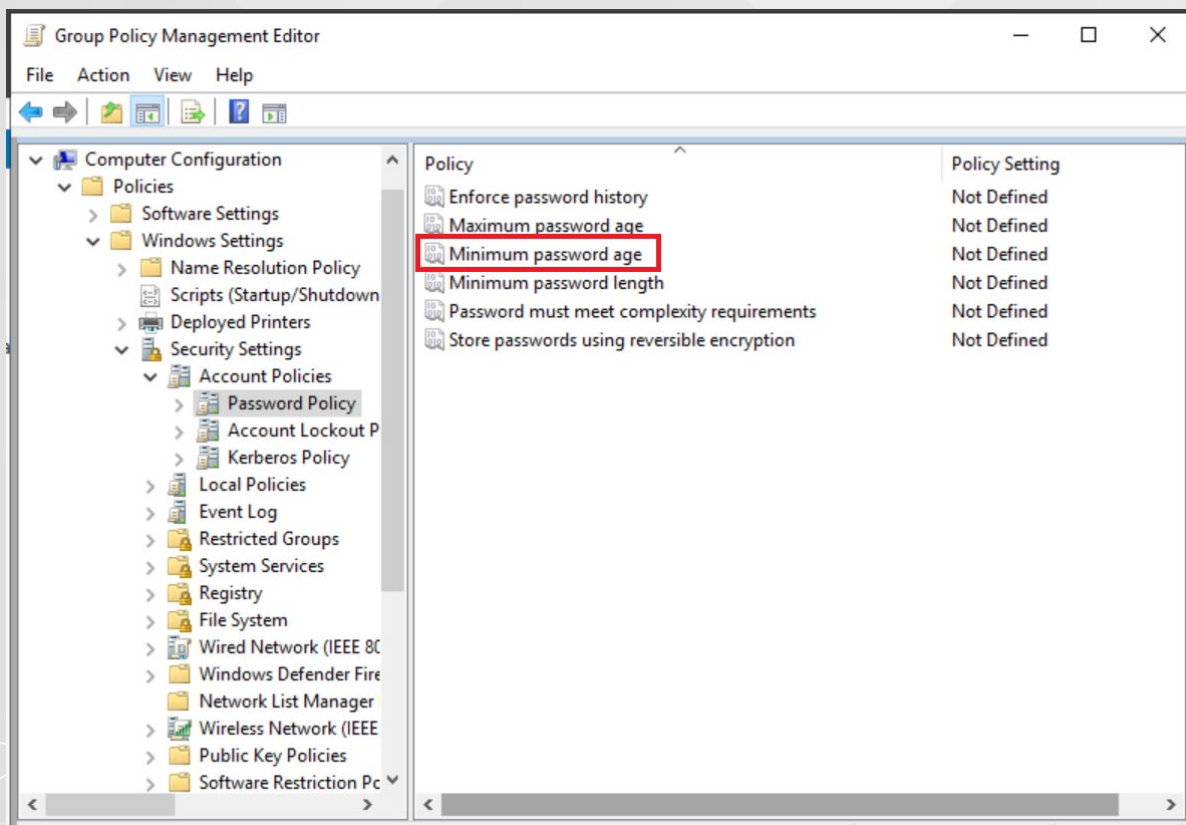 Group Policy Management Editor
File Action View Help
Computer Configuration
Policies
Software Settings
Windows Settings
Name Resolution Policy
Scripts (Startup/Shutdown
Deployed Printers
Security Settings
Account Policies
Password Policy
Account Lockout P
Kerberos Policy
Local Policies
Event Log
Restricted Groups
System Services
Registry
File System
Wired Network (IEEE 80
Windows Defender Fire
Network List Manager
Wireless Network (IEEE
Public Key Policies
Software Restriction Po
Policy Policy Setting
Enforce password history Not Defined
Maximum password age Not Defined
Minimum password age Not Defined
Minimum password length Not Defined
Password must meet complexity requirements Not Defined
Store passwords using reversible encryption Not Defined